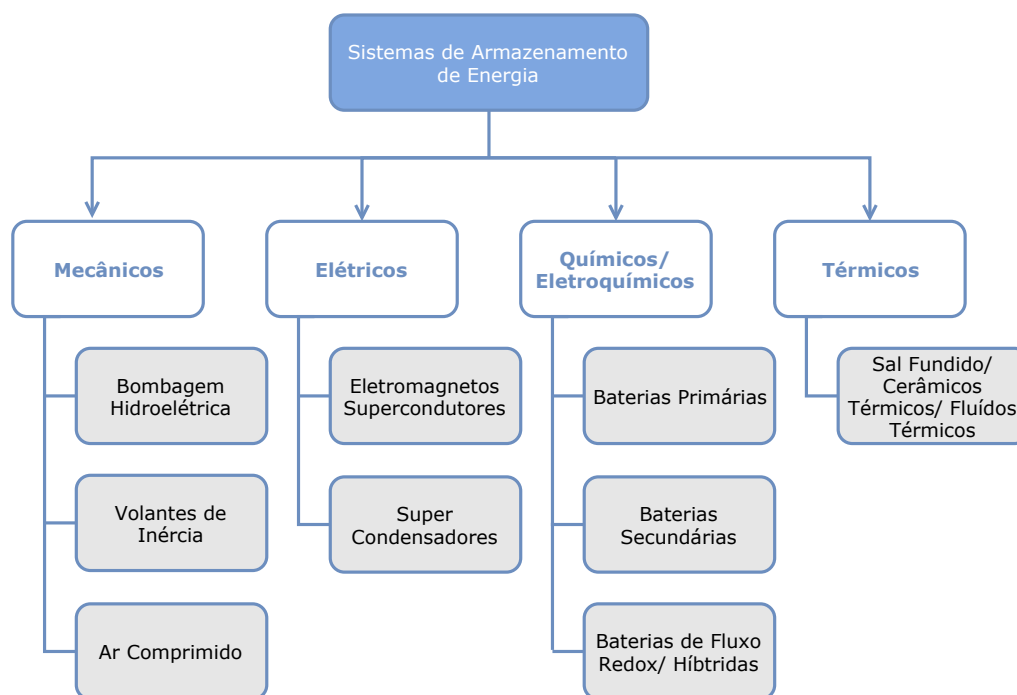 Sistemas de Armazenamento
de Energia
Mecânicos
Elétricos
Químicos/
Eletroquímicos
Térmicos
Bombagem
Hidroelétrica
Eletromagnetos
Supercondutores
Baterias Primárias
Sal Fundido/
Cerâmicos
Térmicos/ Fluídos
Térmicos
Volantes de
Inércia
Super
Condensadores
Baterias
Secundárias
Ar Comprimido
Baterias de Fluxo
Redox/ Híbtridas